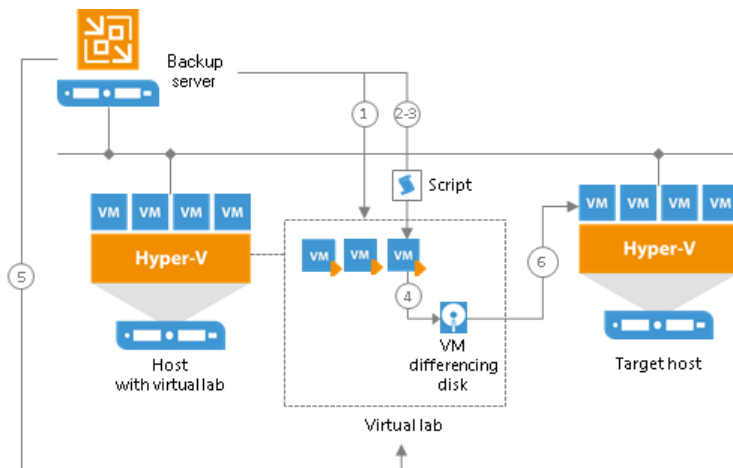 Backup
server
1
2-3
Script
VM VM VM VM
Hyper-V
VM VM VM
4
5
6
VM VM VM VM
Hyper-V
VM
differencing
disk
Host
with virtual lab
Target host
Virtual lab